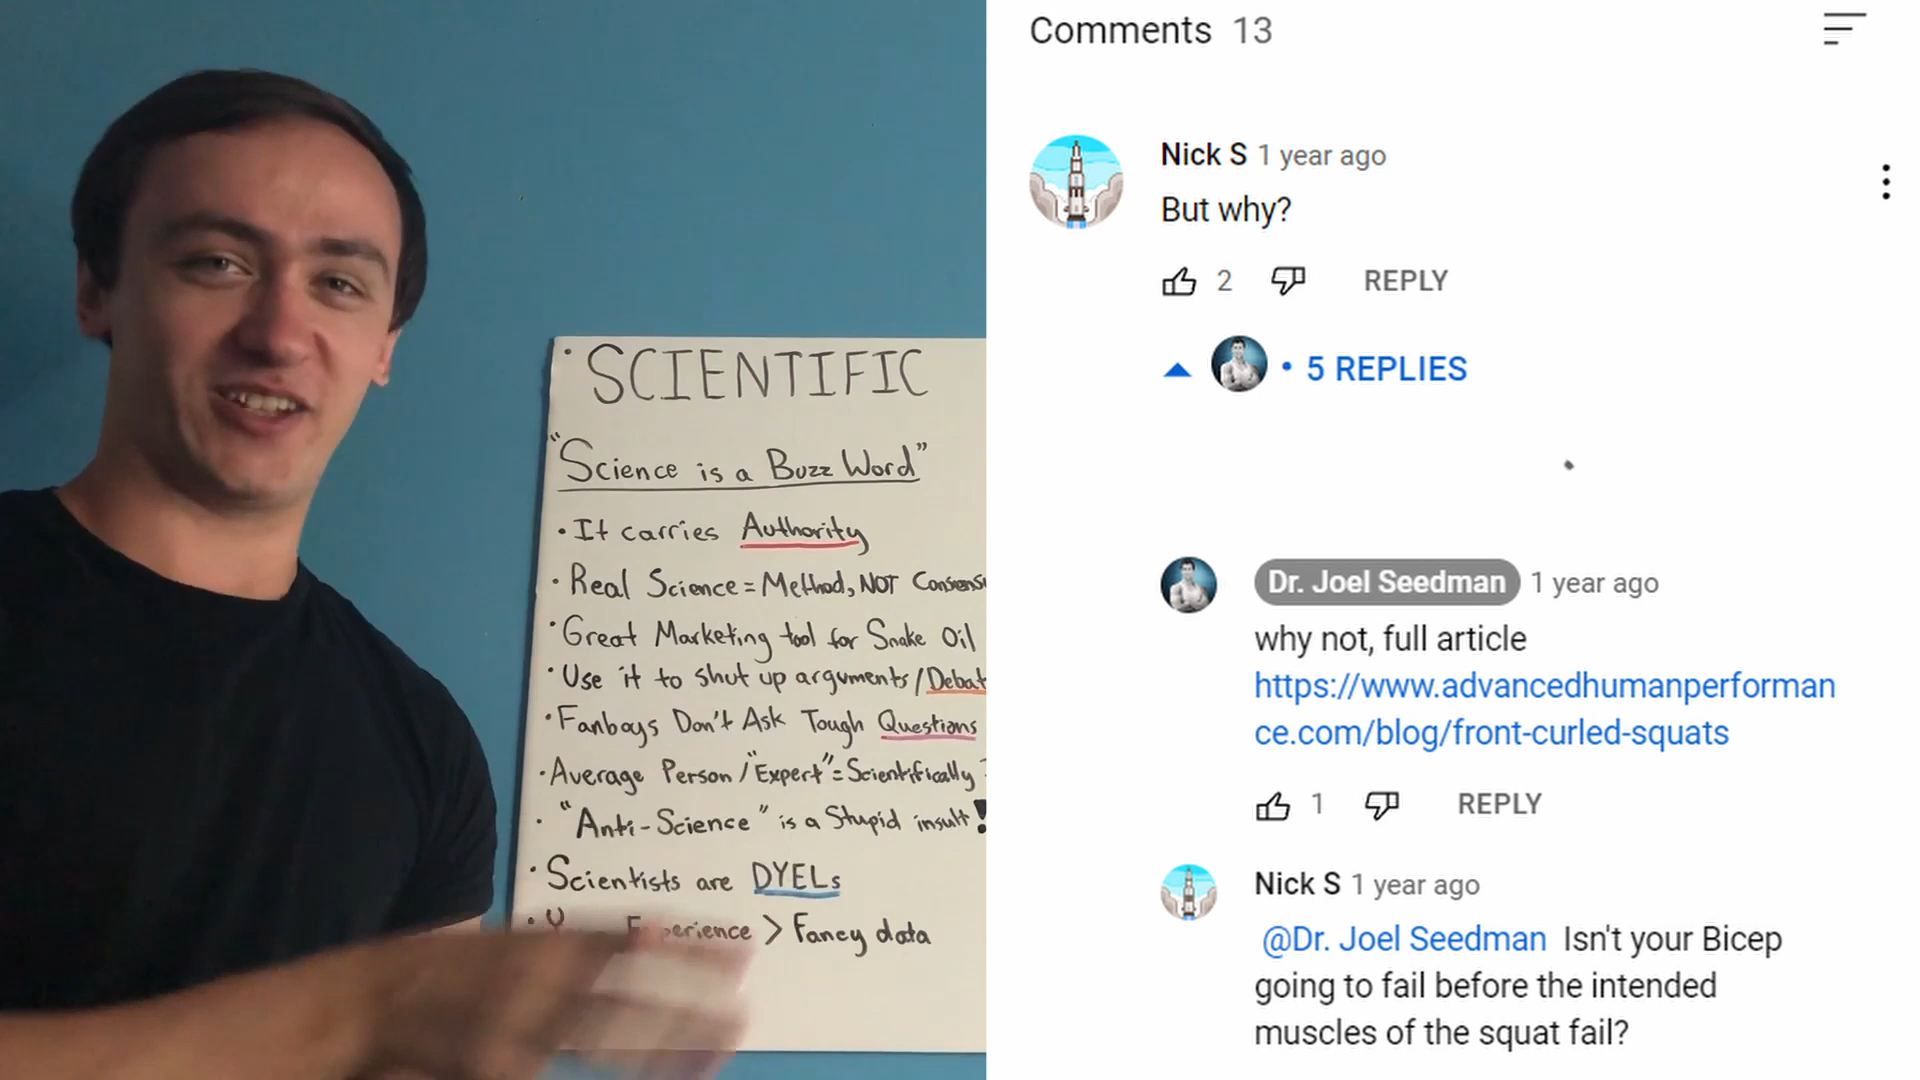 • SCIENTIFIC
"Science is a Buzz Word"
• It carries Authority
• Real Science = Method, NOT
• Great Marketing tool for Snake Oil
• Use it to shut up arguments/
• Fanboys Don't Ask Tough Questions
• Average Person/"Expert" = Scientifically
• "Anti-Science" is a Stupid insult!
• Scientists are DYELs
• > Fancy data
Comments 13
Nick S 1 year ago
But why?
2 REPLY
• 5 REPLIES
Dr. Joel Seedman 1 year ago
why not, full article
https://www.advancedhumanperforman
ce.com/blog/front-curled-squats
1 REPLY
Nick S 1 year ago
@Dr. Joel Seedman Isn't your Bicep
going to fail before the intended
muscles of the squat fail?